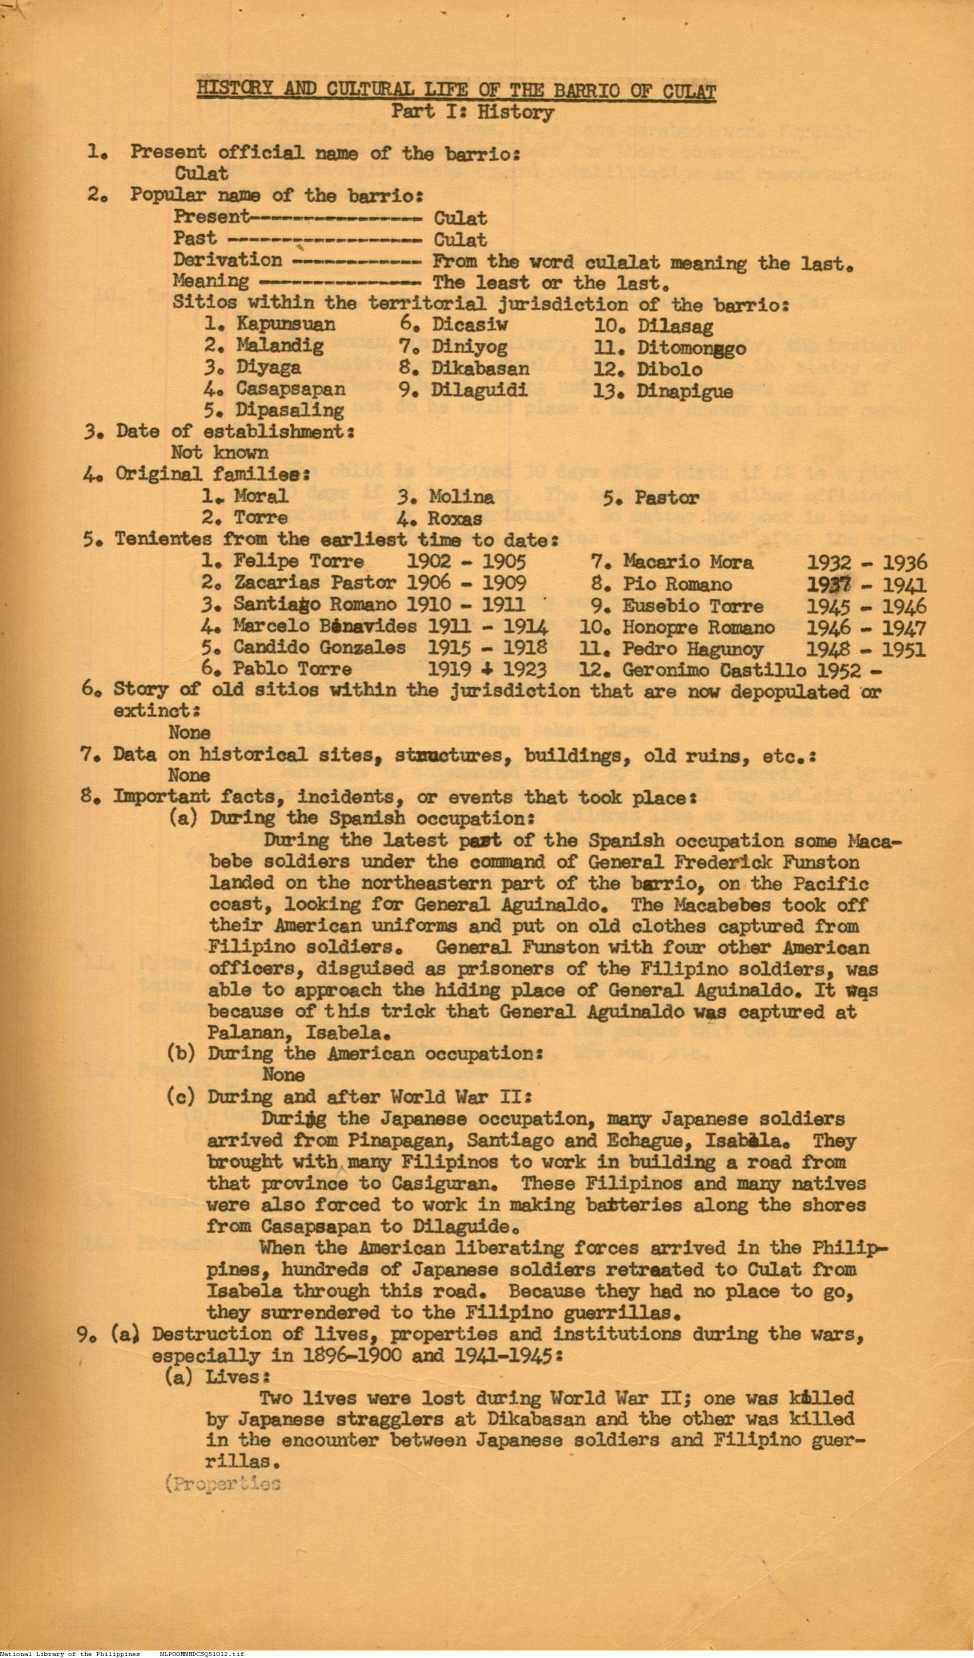 HISTORY AND CULTURAL LIFE OF THE BARRIO OF CULAT
Part I: History
1. Present official name of the barrio:
Culat
2. Popular name of the barrio:
Present---------------- Culat
Past ------------------ Culat
Derivation ------------ From the word culalat meaning the last.
Meaning --------------- The least or the last.
Sitios within the territorial jurisdiction of the barrio:
1. Kapunsuan 6. Dicasiw 10. Dilasag
2. Malandig 7. Diniyog 11. Ditomonggo
3. Diyaga 8. Dikabasan 12. Dibolo
4. Casapsapan 9. Dilaguidi 13. Dinapigue
5. Dipasaling
3. Date of establishment:
Not known
4. Original families:
1. Moral 3. Molina 5. Pastor
2. Torre 4. Roxas
5. Tenientes from the earliest time to date:
1. Felipe Torre 1902 - 1905 7. Macario Mora 1932 - 1936
2. Zacarias Pastor 1906 - 1909 8. Pio Romano 1937 - 1941
3. Santiago Romano 1910 - 1911 9. Eusebio Torre 1945 - 1946
4. Marcelo Benavides 1911 - 1914 10. Honopre Romano 1946 - 1947
5. Candido Gonzales 1915 - 1918 11. Pedro Hagunoy 1948 - 1951
6. Pablo Torre 1919 - 1923 12. Geronimo Castillo 1952 -
6. Story of old sitios within the jurisdiction that are now depopulated or
extinct:
None
7. Data on historical sites, structures, buildings, old ruins, etc.:
None
8. Important facts, incidents, or events that took place:
(a) During the Spanish occupation:
During the latest part of the Spanish occupation some Maca-
bebe soldiers under the command of General Frederick Funston
landed on the northeastern part of the barrio, on the Pacific
coast, looking for General Aguinaldo. The Macabebes took off
their American uniforms and put on old clothes captured from
Filipino soldiers. General Funston with four other American
officers, disguised as prisoners of the Filipino soldiers, was
able to approach the hiding place of General Aguinaldo. It was
because of this trick that General Aguinaldo was captured at
Palanan, Isabela.
(b) During the American occupation:
None
(c) During and after World War II:
During the Japanese occupation, many Japanese soldiers
arrived from Pinapagan, Santiago and Echague, Isabela. They
brought with many Filipinos to work in building a road from
that province to Casiguran. These Filipinos and many natives
were also forced to work in making batteries along the shores
from Casapsapan to Dilaguide.
When the American liberating forces arrived in the Philip-
pines, hundreds of Japanese soldiers retreated to Culat from
Isabela through this road. Because they had no place to go,
they surrendered to the Filipino guerrillas.
9. (a) Destruction of lives, properties and institutions during the wars,
especially in 1896-1900 and 1941-1945:
(a) Lives:
Two lives were lost during World War II; one was killed
by Japanese stragglers at Dikabasan and the other was killed
in the encounter between Japanese soldiers and Filipino guer-
rillas.
(Properties
National Library of the Philippines NLPOOMNHDCSQ51012.tif